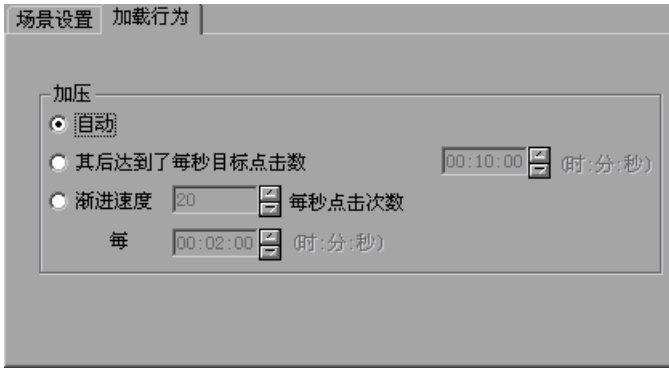 场景设置 加载行为
加压
自动
其后达到了每秒目标点击数 00:10:00 (时:分:秒)
渐进速度 20 每秒点击次数
每 00:02:00 (时:分:秒)